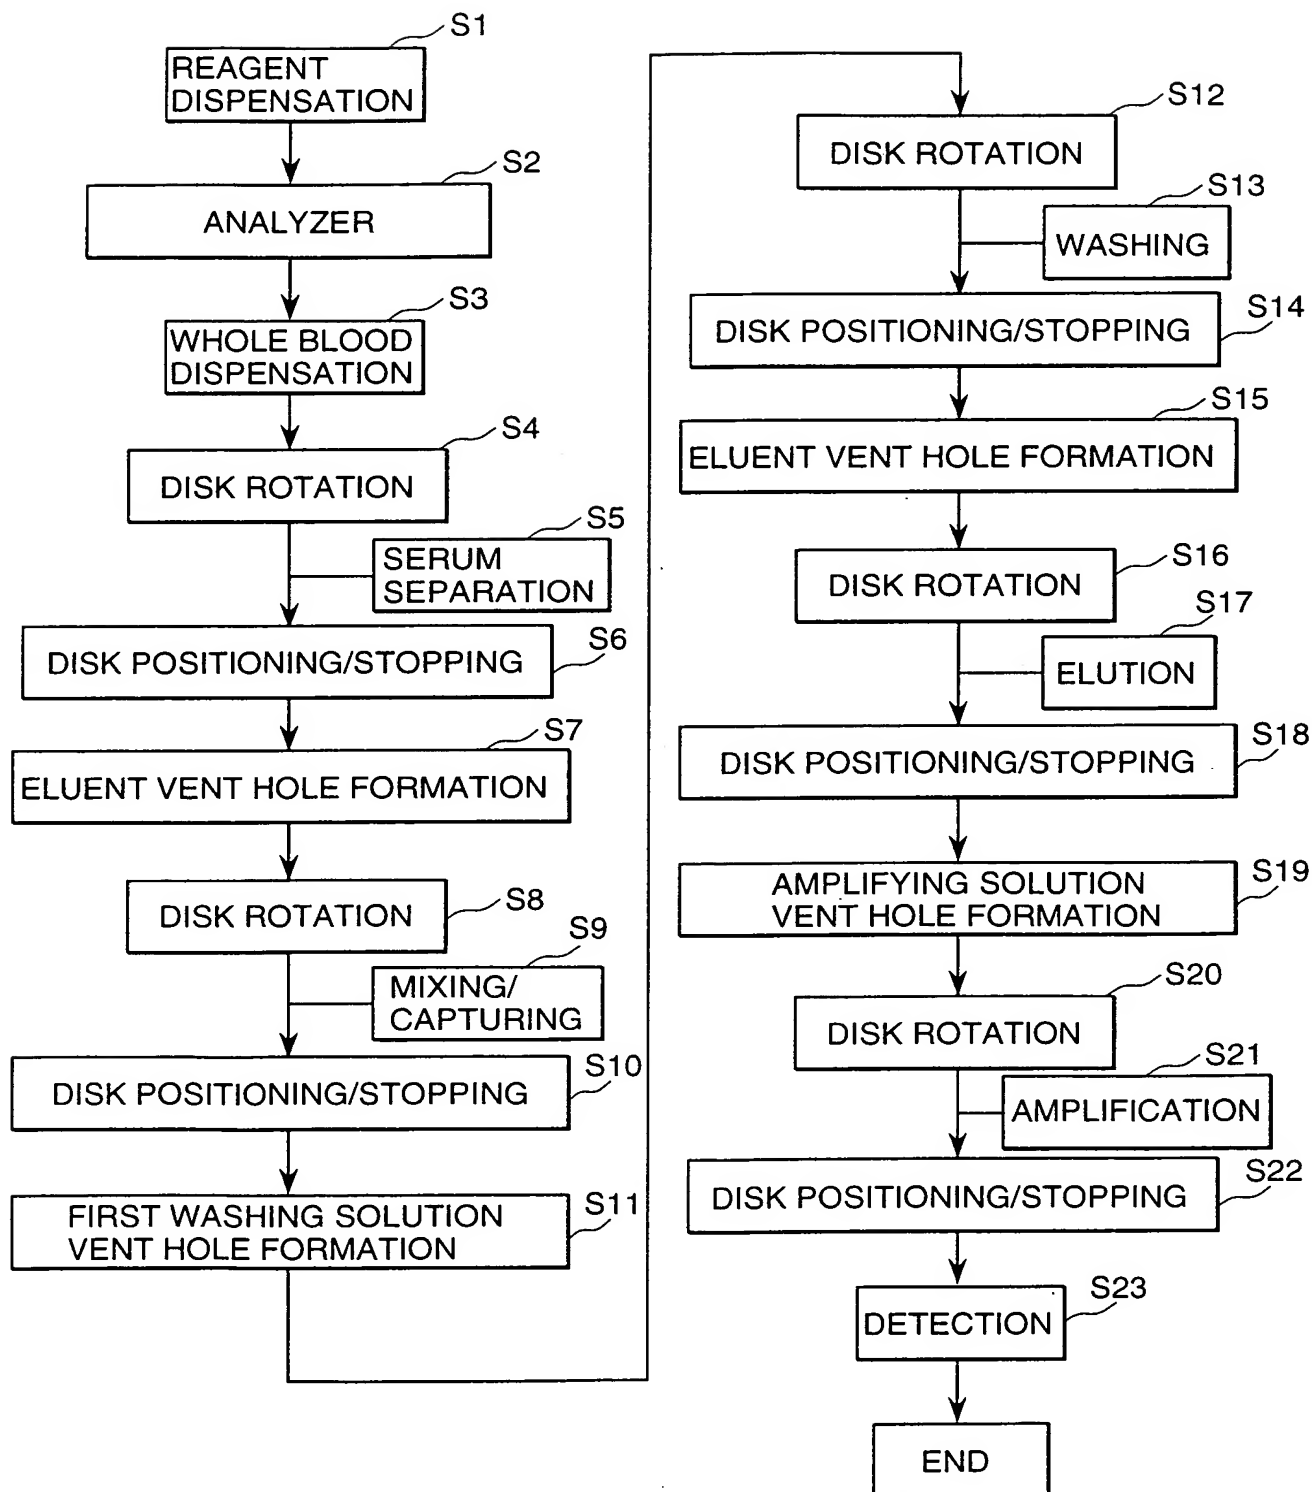 S1
REAGENT
DISPENSATION
S2
ANALYZER
S3
WHOLE BLOOD
DISPENSATION
S4
DISK ROTATION
S5
SERUM
SEPARATION
S6
DISK POSITIONING/STOPPING
S7
ELUENT VENT HOLE FORMATION
S8
DISK ROTATION
S9
MIXING/
CAPTURING
S10
DISK POSITIONING/STOPPING
S11
FIRST WASHING SOLUTION
VENT HOLE FORMATION
S12
DISK ROTATION
S13
WASHING
S14
DISK POSITIONING/STOPPING
S15
ELUENT VENT HOLE FORMATION
S16
DISK ROTATION
S17
ELUTION
S18
DISK POSITIONING/STOPPING
S19
AMPLIFYING SOLUTION
VENT HOLE FORMATION
S20
DISK ROTATION
S21
AMPLIFICATION
S22
DISK POSITIONING/STOPPING
S23
DETECTION
END